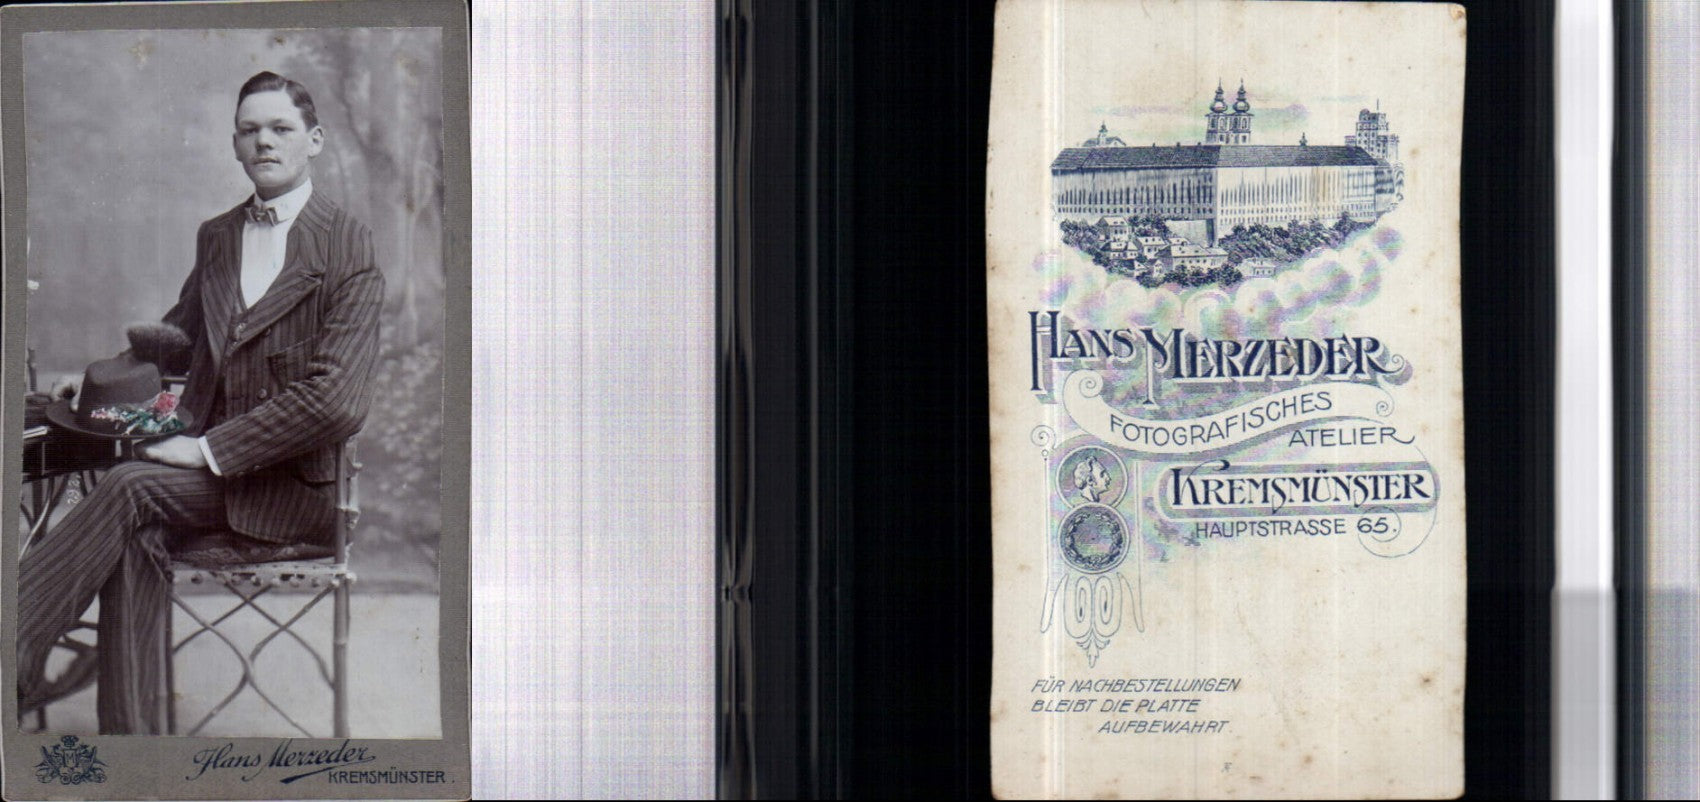 Hans Merzeder
KREMSMÜNSTER.
HANS MERZEDER
FOTOGRAFISCHES
ATELIER
KREMSMÜNSTER
HAUPTSTRASSE 65.
FÜR NACHBESTELLUNGEN
BLEIBT DIE PLATTE
AUFBEWAHRT.